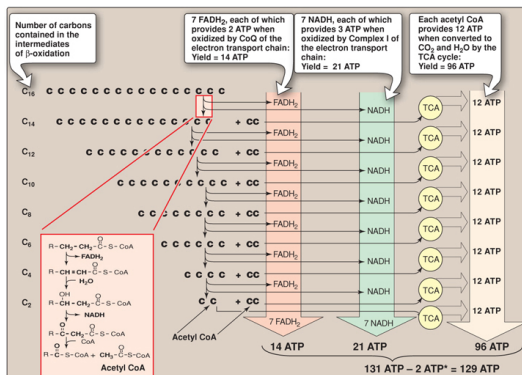 Number of carbons
contained in the
intermediates
of β-oxidation
7 FADH₂, each of which
provides 2 ATP when
oxidized by CoQ of the
electron transport chain:
Yield = 14 ATP
7 NADH, each of which
provides 3 ATP when
oxidized by Complex I of
the electron transport
chain:
Yield = 21 ATP
Each acetyl CoA
provides 12 ATP
when converted to
CO₂ and H₂O by the
TCA cycle:
Yield = 96 ATP
C₁₆ C C C C C C C C C C C C C C C C
FADH₂ NADH TCA 12 ATP
C₁₄ C C C C C C C C C C C C C C + CC
FADH₂ NADH TCA 12 ATP
C₁₂ C C C C C C C C C C C C + CC
FADH₂ NADH TCA 12 ATP
C₁₀ C C C C C C C C C C + CC
FADH₂ NADH TCA 12 ATP
C₈ C C C C C C C C + CC
FADH₂ NADH TCA 12 ATP
C₆ C C C C C C + CC
FADH₂ NADH TCA 12 ATP
C₄ C C C C + CC
FADH₂ NADH TCA 12 ATP
C₂ C C + CC
TCA 12 ATP
Acetyl CoA
O
R–CH₂–CH₂–C–S–CoA
FADH₂
O
R–CH=CH–C–S–CoA
H₂O
OH O
R–CH–CH₂–C–S–CoA
NADH
O O
R–C–CH₂–C–S–CoA
CoA
O O
R–C–S–CoA + CH₃–C–S–CoA
Acetyl CoA
7 FADH₂ 7 NADH
14 ATP 21 ATP 96 ATP
131 ATP – 2 ATP* = 129 ATP